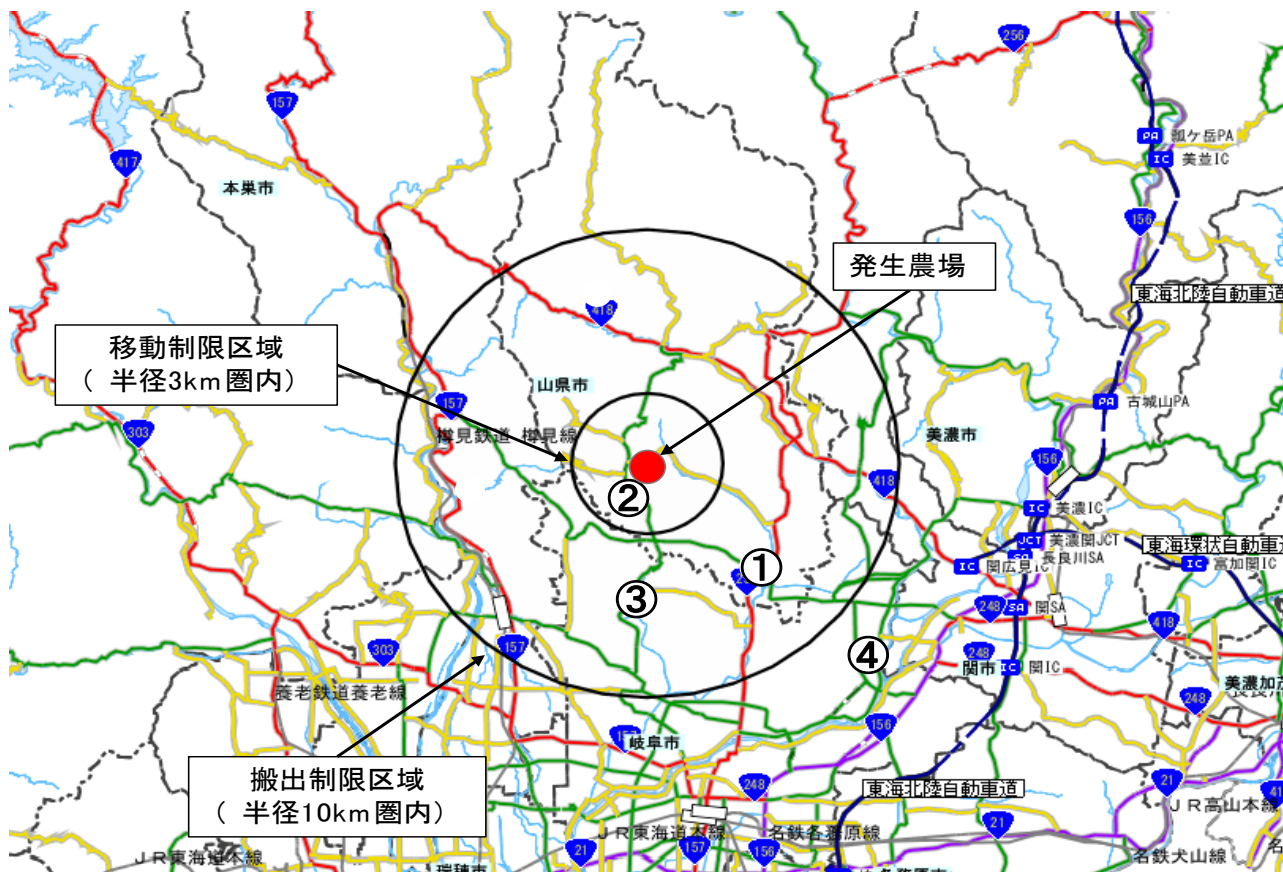 256
157
417
瓢ケ岳PA
PA
IC
美並IC
本巣市
156
発生農場
東海北陸自動車道
移動制限区域
( 半径3km圏内)
418
山県市
157
PA
古城山PA
303
樽見鉄道 樽見線
美濃市
156
418
②
IC
美濃IC
JCT
美濃関JCT
東海環状自動車道
①
長良川SA
IC
関広見IC
IC
富加関IC
③
248
SA
関SA
418
④
157
303
248
関市
IC
関IC
養老鉄道養老線
美濃加茂
248
156
岐阜市
搬出制限区域
( 半径10km圏内)
248
東海北陸自動車道
21
JR高山本線
21
JR東海道本線
名鉄各務原線
JR東海道本線
21
157
156
名鉄犬山線
瑞穂市
各務原市